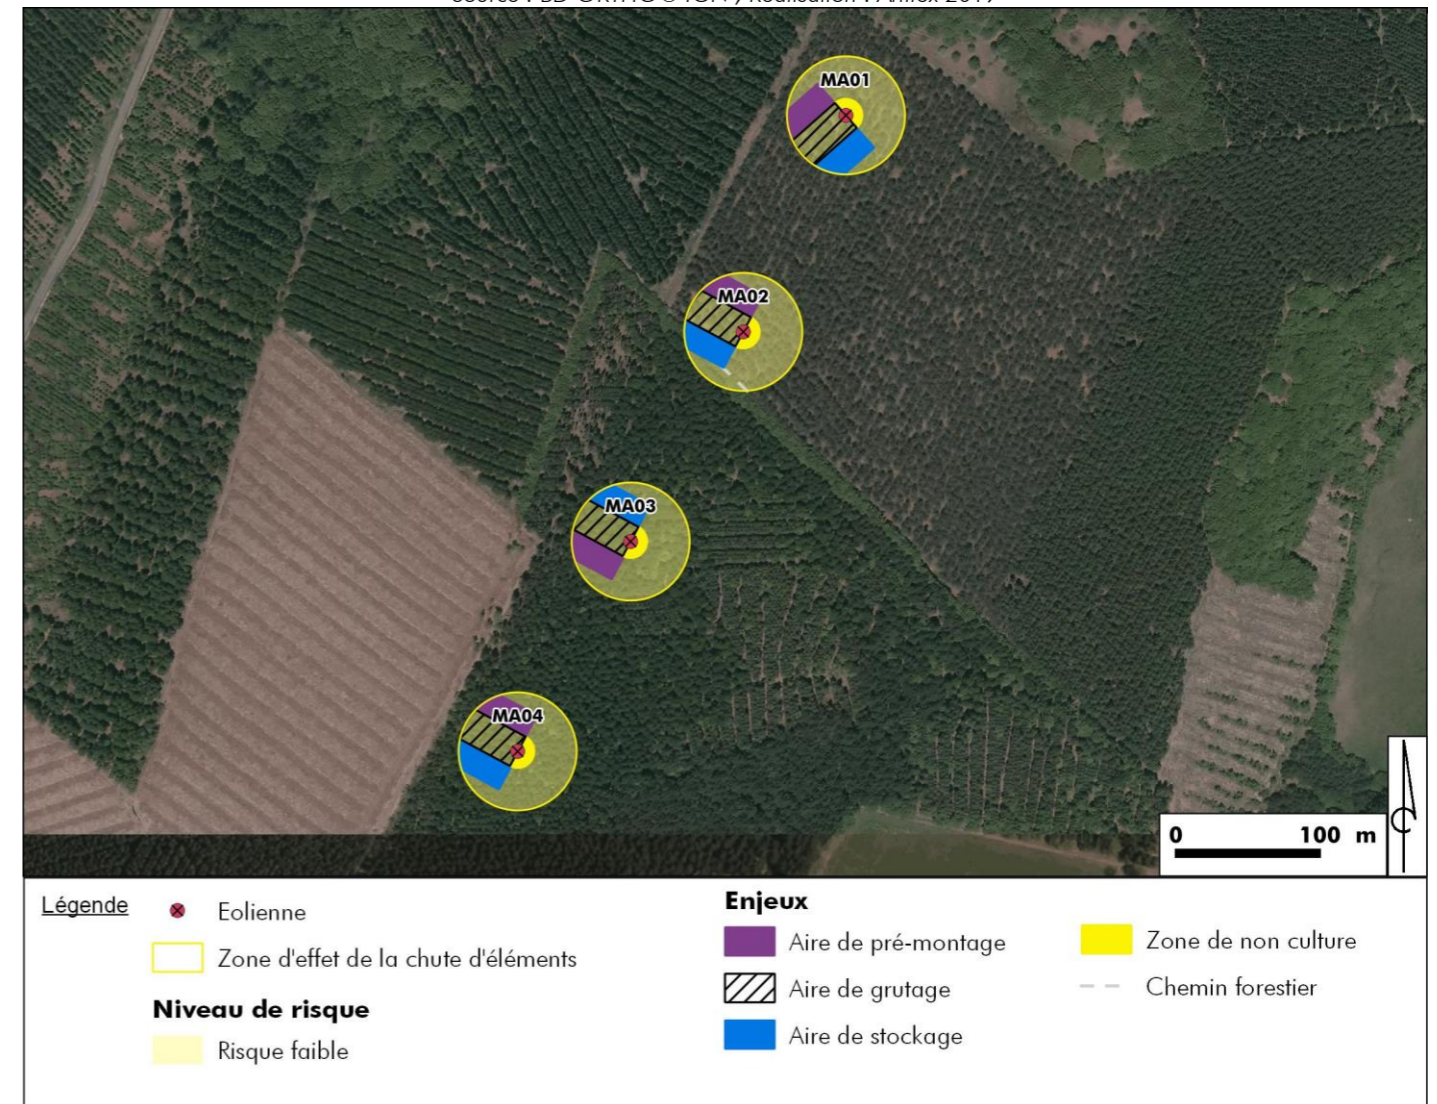 MA01
MA02
MA03
MA04
0 100 m
Légende
Eolienne
Zone d'effet de la chute d'éléments
Niveau de risque
Risque faible
Enjeux
Aire de pré-montage
Aire de grutage
Aire de stockage
Zone de non culture
Chemin forestier